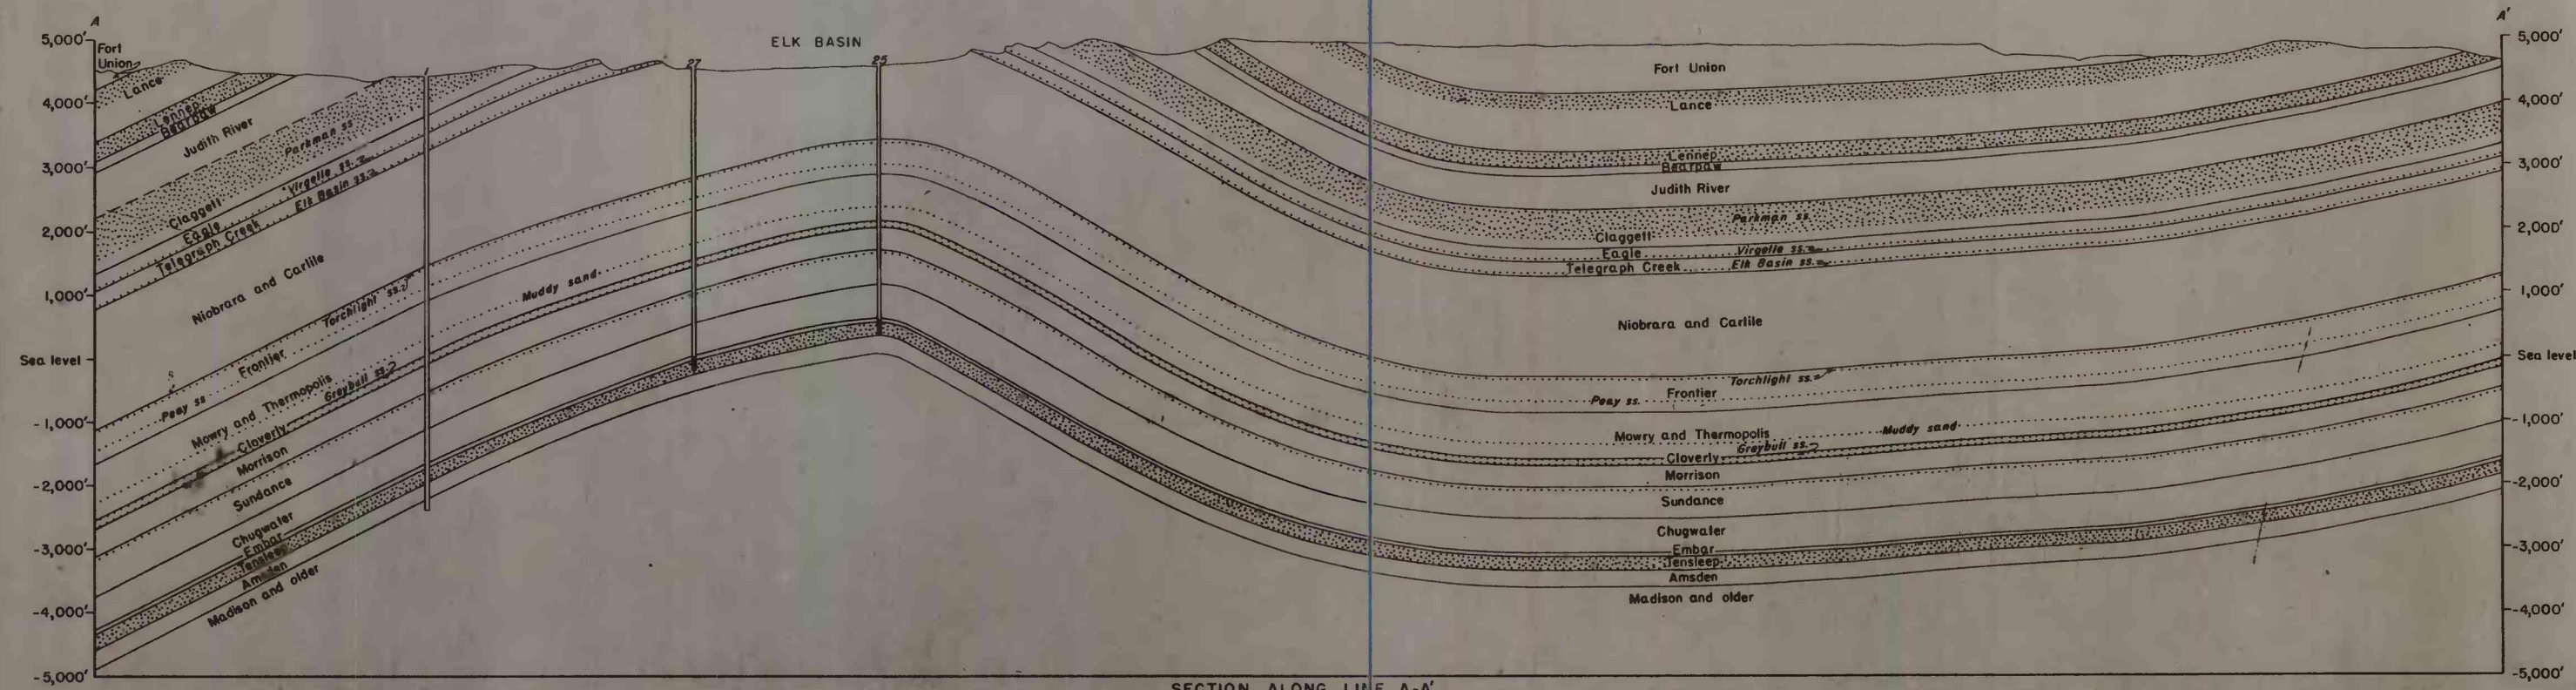 A
A'
5,000'
4,000'
3,000'
2,000'
1,000'
Sea level
-1,000'
-2,000'
-3,000'
-4,000'
-5,000'
Fort
Union
Lance
Lennep
Bearpaw
Judith River
Parkman ss.
Claggett
Virgelle ss.
Eagle
Elk Basin ss.
Telegraph Creek
Niobrara and Carlile
Torchlight ss.
Frontier
Peay ss.
Muddy sand
Mowry and Thermopolis
Greybull ss.
Cloverly
Morrison
Sundance
Chugwater
Embar
Tensleep
Amsden
Madison and older
1
27
ELK BASIN
25
Fort Union
Lance
Lennep
Bearpaw
Judith River
Parkman ss.
Claggett
Eagle
Virgelle ss.
Telegraph Creek
Elk Basin ss.
Niobrara and Carlile
Torchlight ss.
Frontier
Peay ss.
Muddy sand
Mowry and Thermopolis
Greybull ss.
Cloverly
Morrison
Sundance
Chugwater
Embar
Tensleep
Amsden
Madison and older
5,000'
4,000'
3,000'
2,000'
1,000'
Sea level
-1,000'
-2,000'
-3,000'
-4,000'
-5,000'
SECTION ALONG LINE A-A'